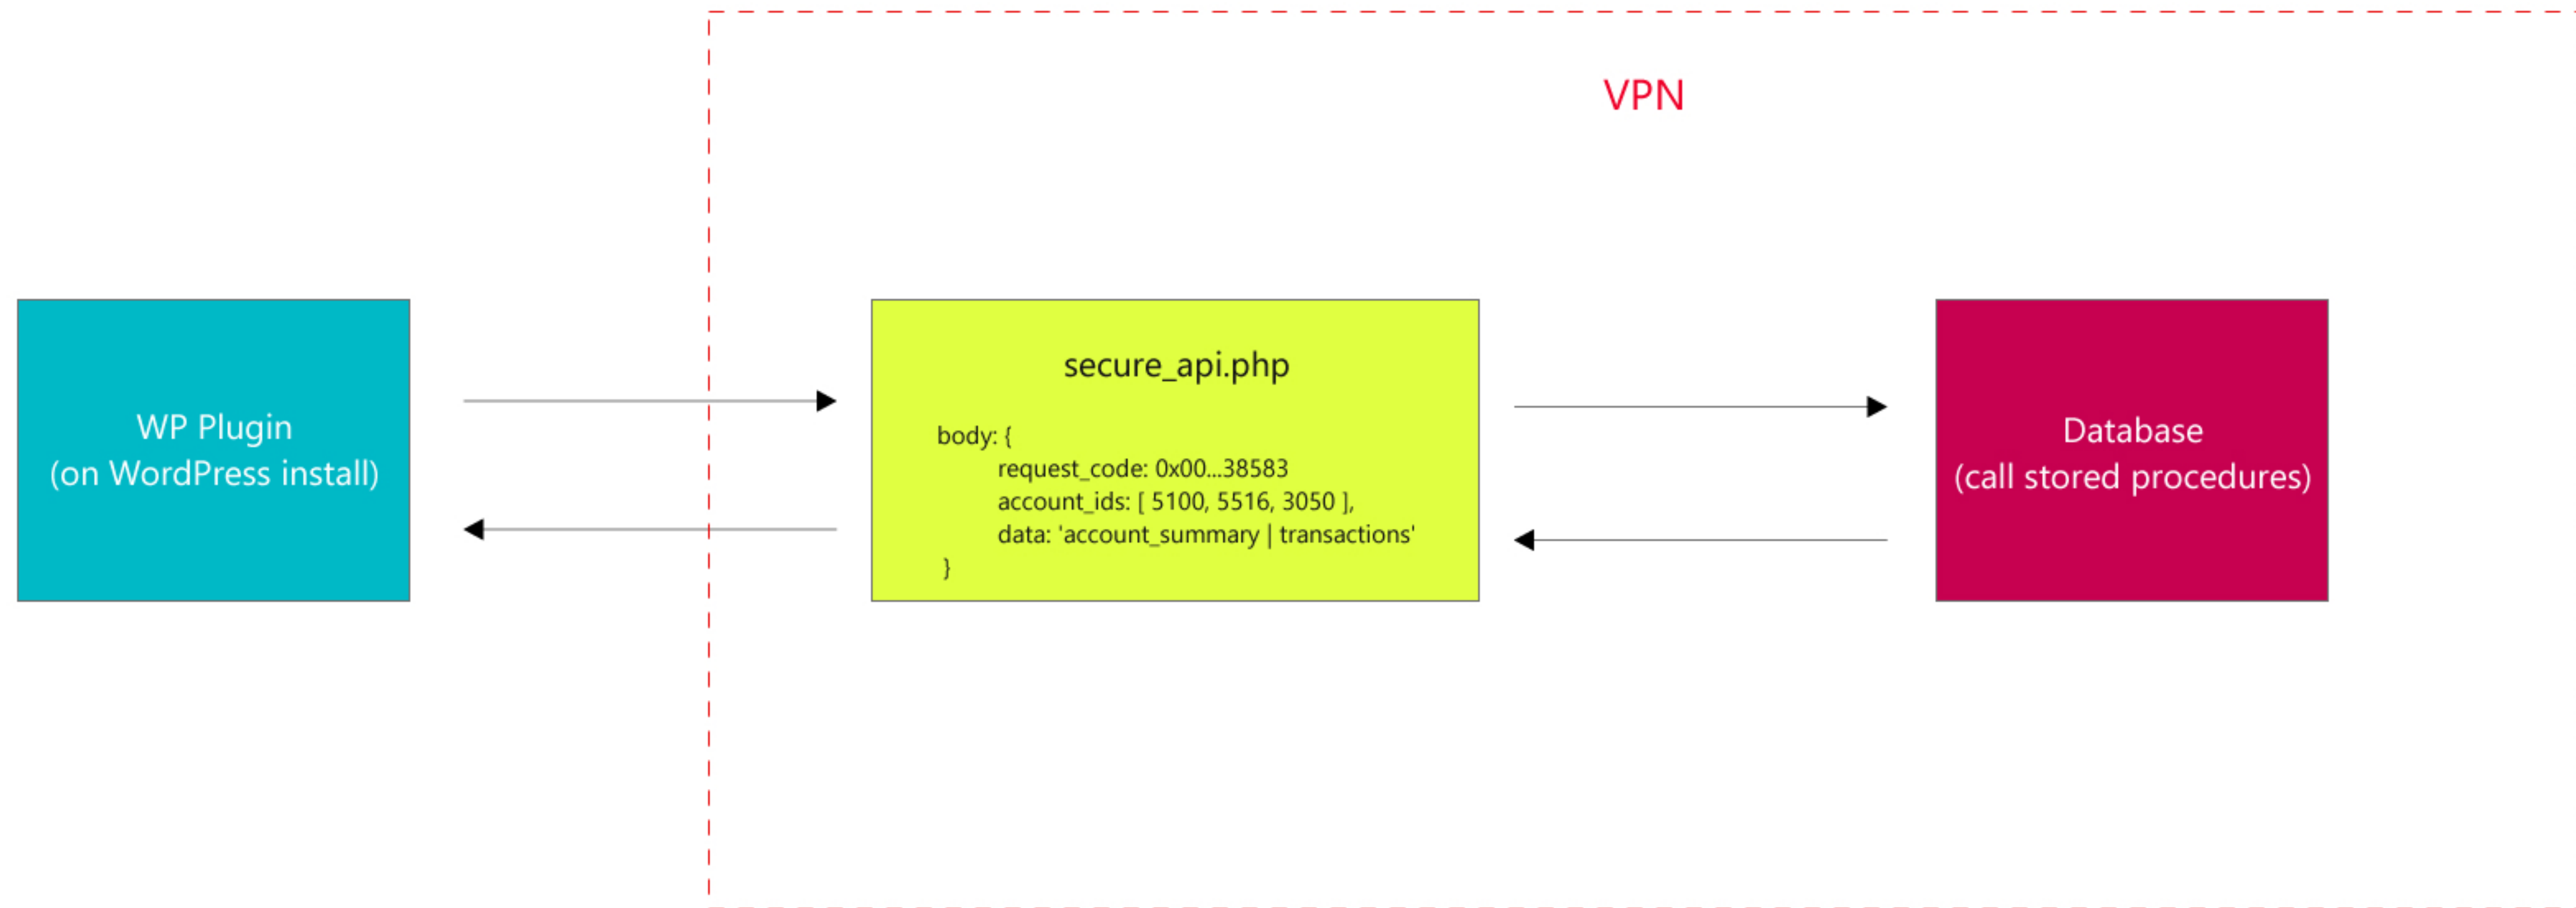 VPN
WP Plugin
(on WordPress install)
secure_api.php
body: {
request_code: 0x00...38583
account_ids: [ 5100, 5516, 3050 ],
data: 'account_summary | transactions'
}
Database
(call stored procedures)